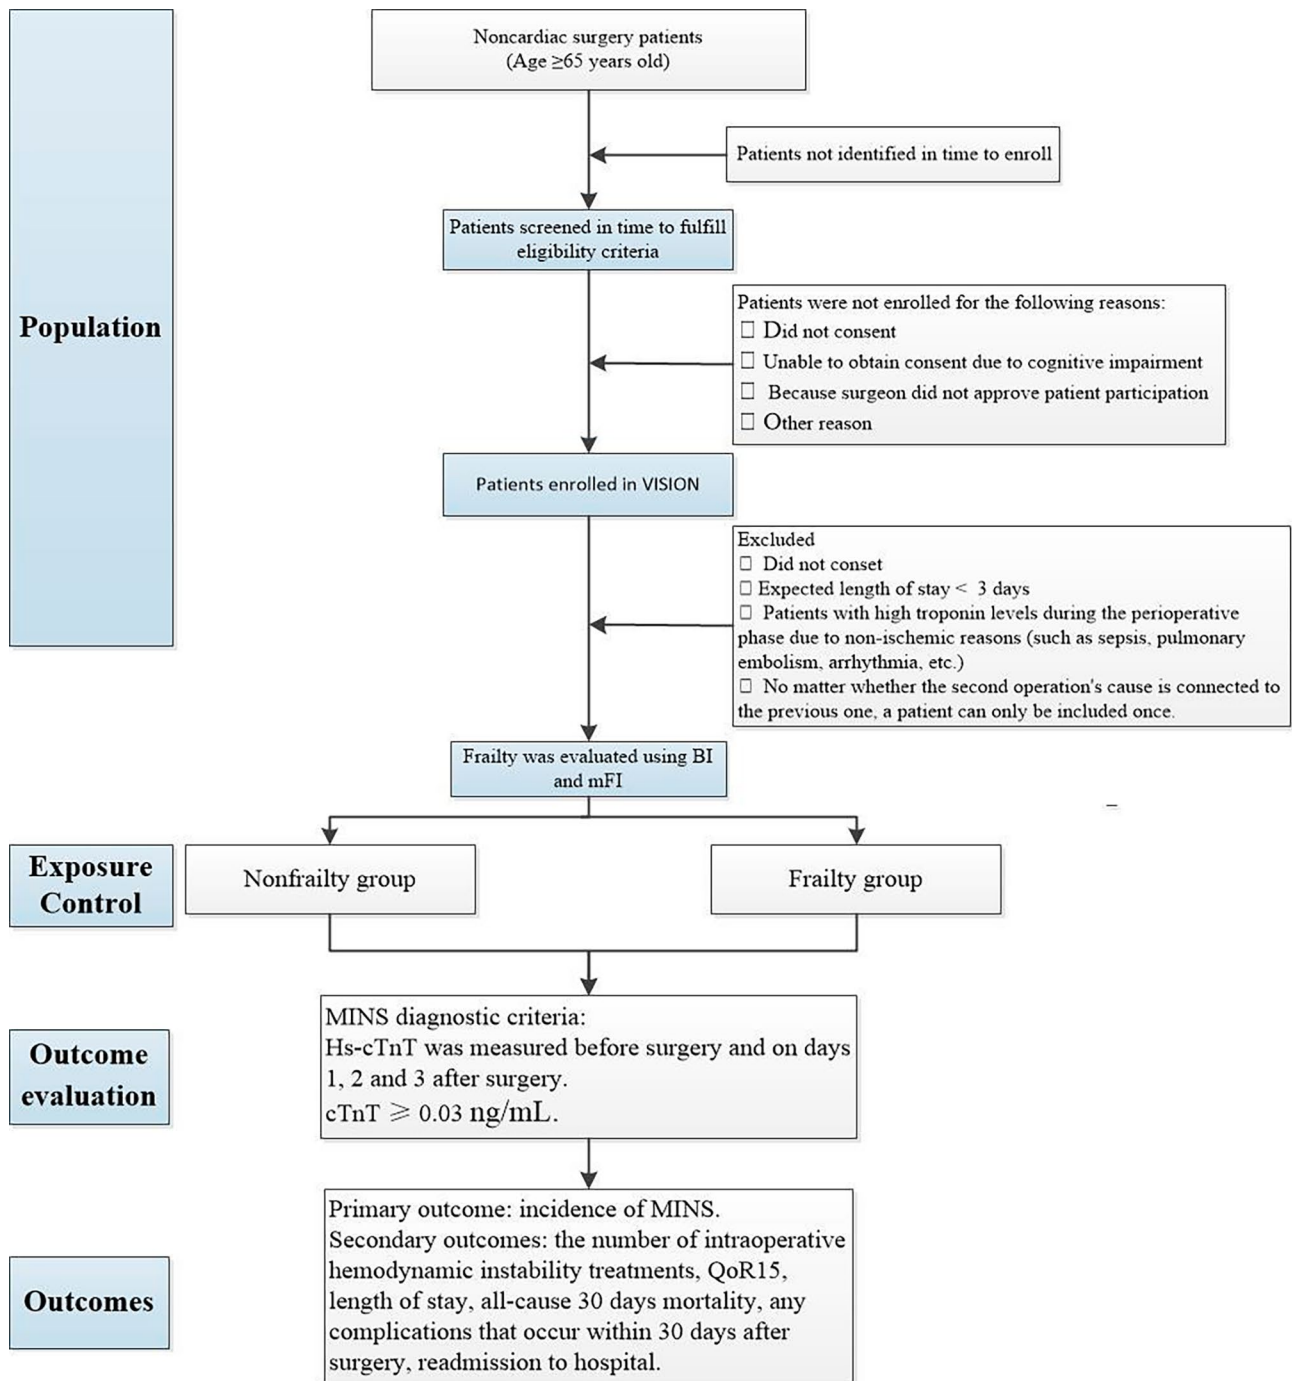 Noncardiac surgery patients
(Age ≥65 years old)
Patients not identified in time to enroll
Patients screened in time to fulfill
eligibility criteria
Population
Patients were not enrolled for the following reasons:
□ Did not consent
□ Unable to obtain consent due to cognitive impairment
□ Because surgeon did not approve patient participation
□ Other reason
Patients enrolled in VISION
Excluded
□ Did not conset
□ Expected length of stay < 3 days
□ Patients with high troponin levels during the perioperative
phase due to non-ischemic reasons (such as sepsis, pulmonary
embolism, arrhythmia, etc.)
□ No matter whether the second operation's cause is connected to
the previous one, a patient can only be included once.
Frailty was evaluated using BI
and mFI
Exposure
Control
Nonfrailty group
Frailty group
Outcome
evaluation
MINS diagnostic criteria:
Hs-cTnT was measured before surgery and on days
1, 2 and 3 after surgery.
cTnT ⩾ 0.03 ng/mL.
Outcomes
Primary outcome: incidence of MINS.
Secondary outcomes: the number of intraoperative
hemodynamic instability treatments, QoR15,
length of stay, all-cause 30 days mortality, any
complications that occur within 30 days after
surgery, readmission to hospital.